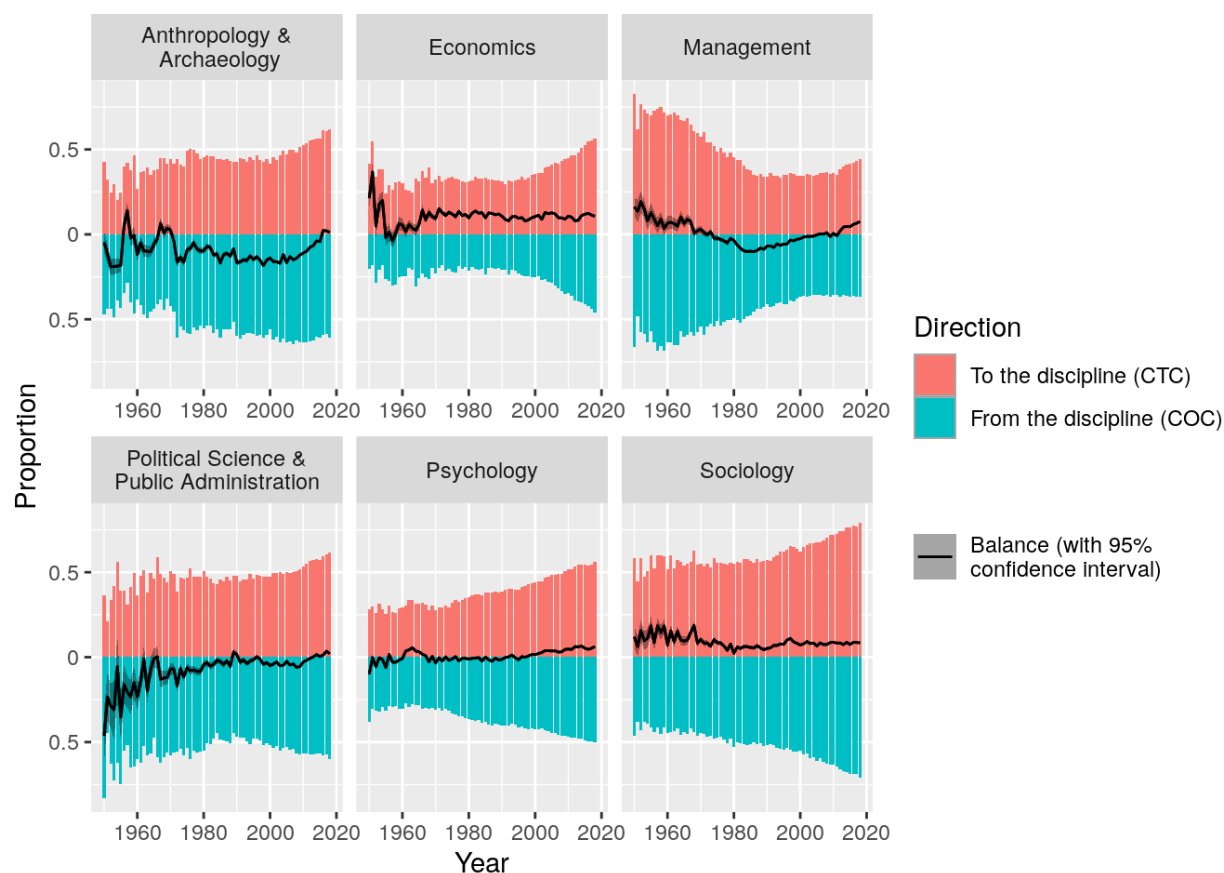 Anthropology &
Archaeology
Economics
Management
0.5
0
0.5
1960 1980 2000 2020
1960 1980 2000 2020
1960 1980 2000 2020
Political Science &
Public Administration
Psychology
Sociology
0.5
0
0.5
1960 1980 2000 2020
1960 1980 2000 2020
1960 1980 2000 2020
Proportion
Year
Direction
To the discipline (CTC)
From the discipline (COC)
Balance (with 95%
confidence interval)